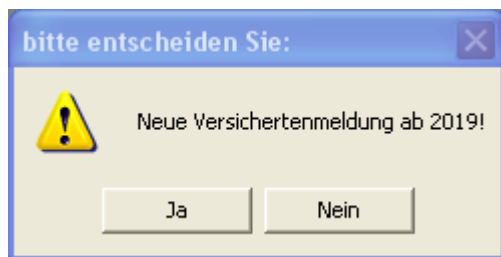 bitte entscheiden Sie:
Neue Versichertenmeldung ab 2019!
Ja Nein